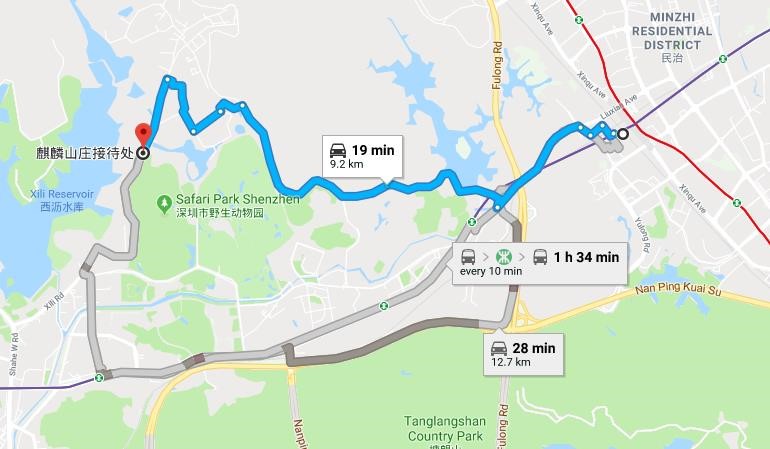 MINZHI
RESIDENTIAL
DISTRICT
民治
Xinqu Ave
Fulong Rd
Xinqu Ave
Liuxian Ave
麒麟山庄接待处
19 min
9.2 km
Xili Reservoir
西沥水库
Safari Park Shenzhen
深圳市野生动物园
Xinqu Ave
Yulong Rd
1 h 34 min
every 10 min
Nan Ping Kuai Su
Xili Rd
Shahe W Rd
28 min
12.7 km
Tanglangshan
Country Park
Fulong Rd